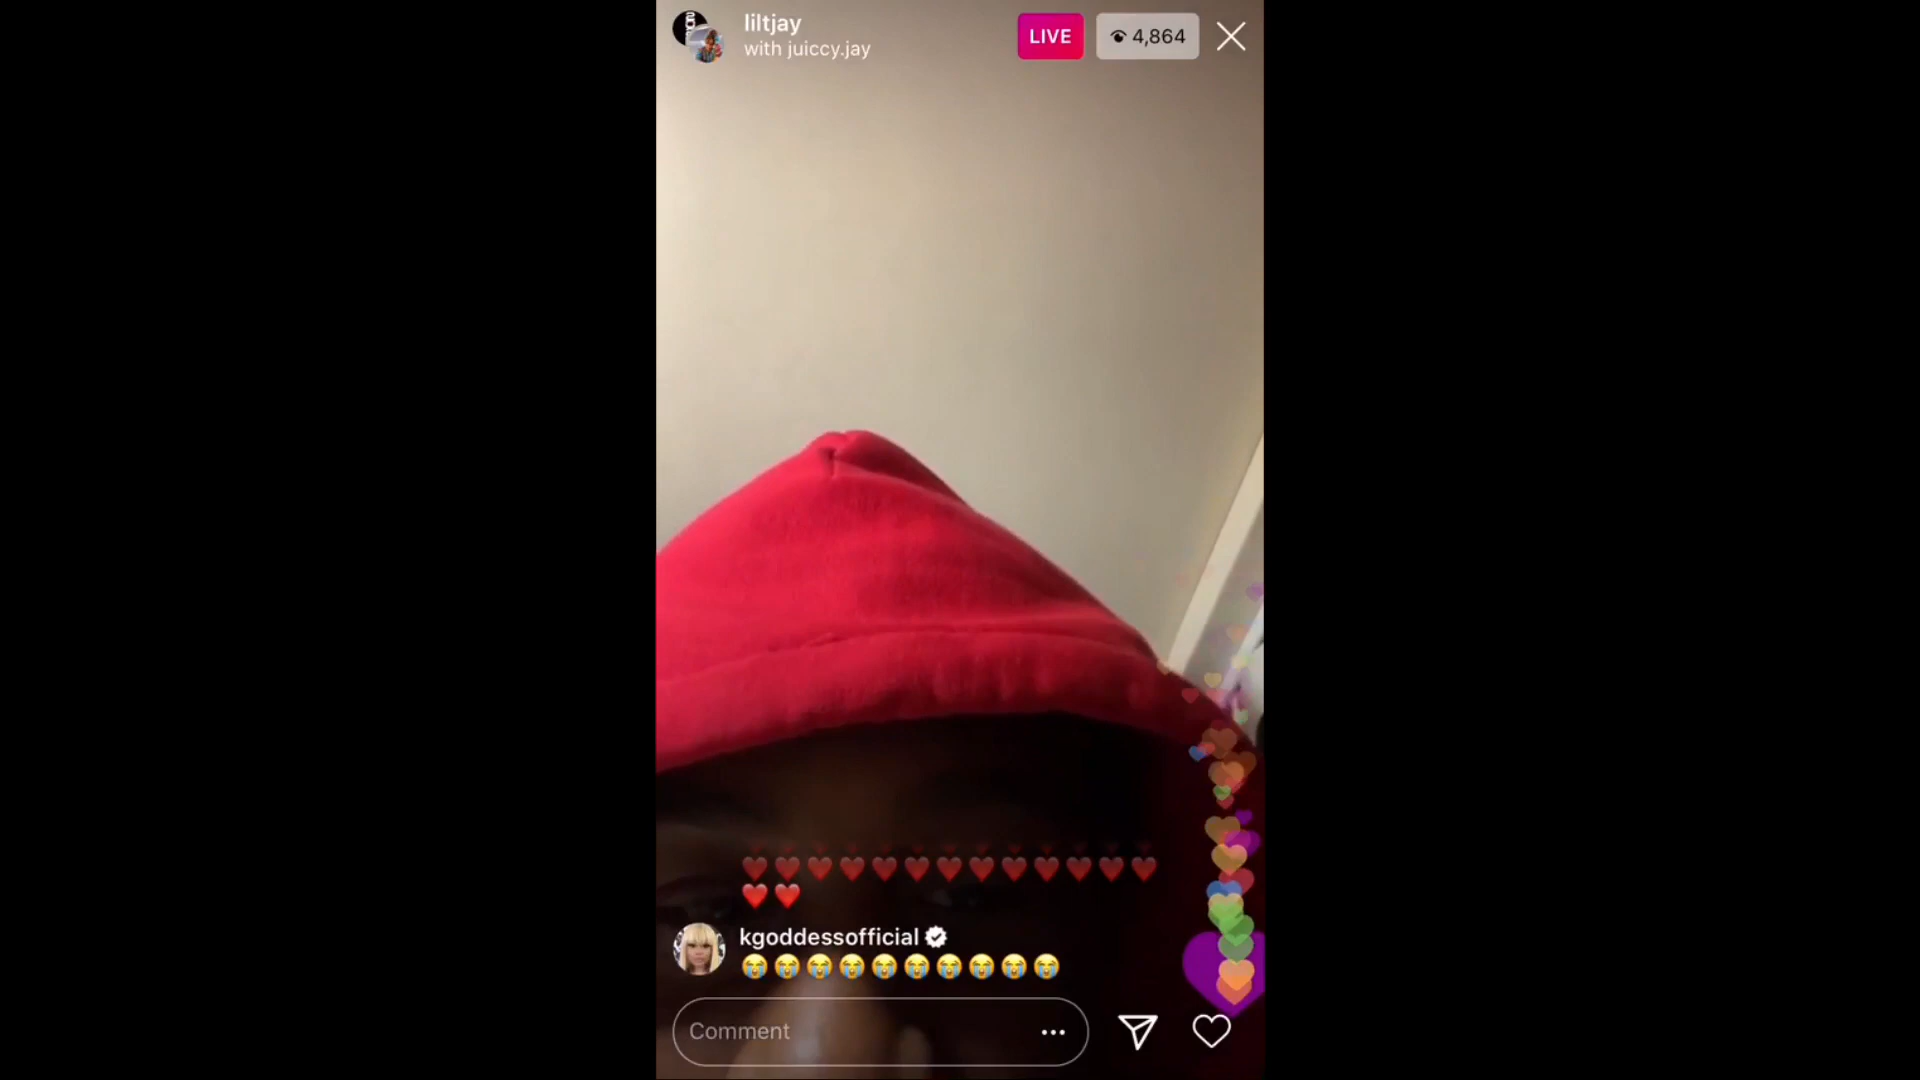 liltjay
with juiccy.jay
LIVE
4,864
❤️❤️❤️❤️❤️❤️❤️❤️❤️❤️❤️❤️❤️
❤️❤️
kgoddessofficial
😭😭😭😭😭😭😭😭😭😭
Comment